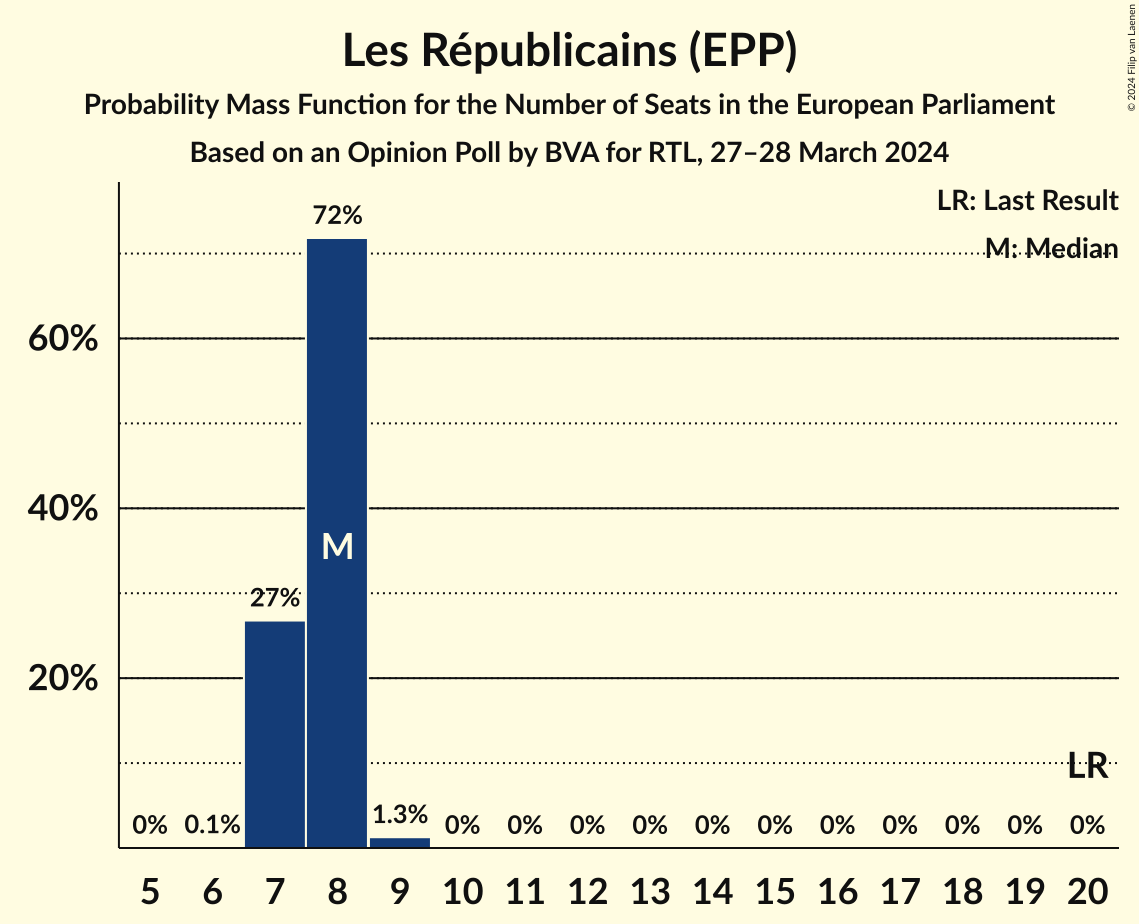 Les Républicains (EPP)
Probability Mass Function for the Number of Seats in the European Parliament
Based on an Opinion Poll by BVA for RTL, 27–28 March 2024
© 2024 Filip van Laenen
LR: Last Result
M: Median
72%
60%
40%
M
27%
20%
LR
0% 0.1% 1.3% 0% 0% 0% 0% 0% 0% 0% 0% 0% 0% 0%
5 6 7 8 9 10 11 12 13 14 15 16 17 18 19 20